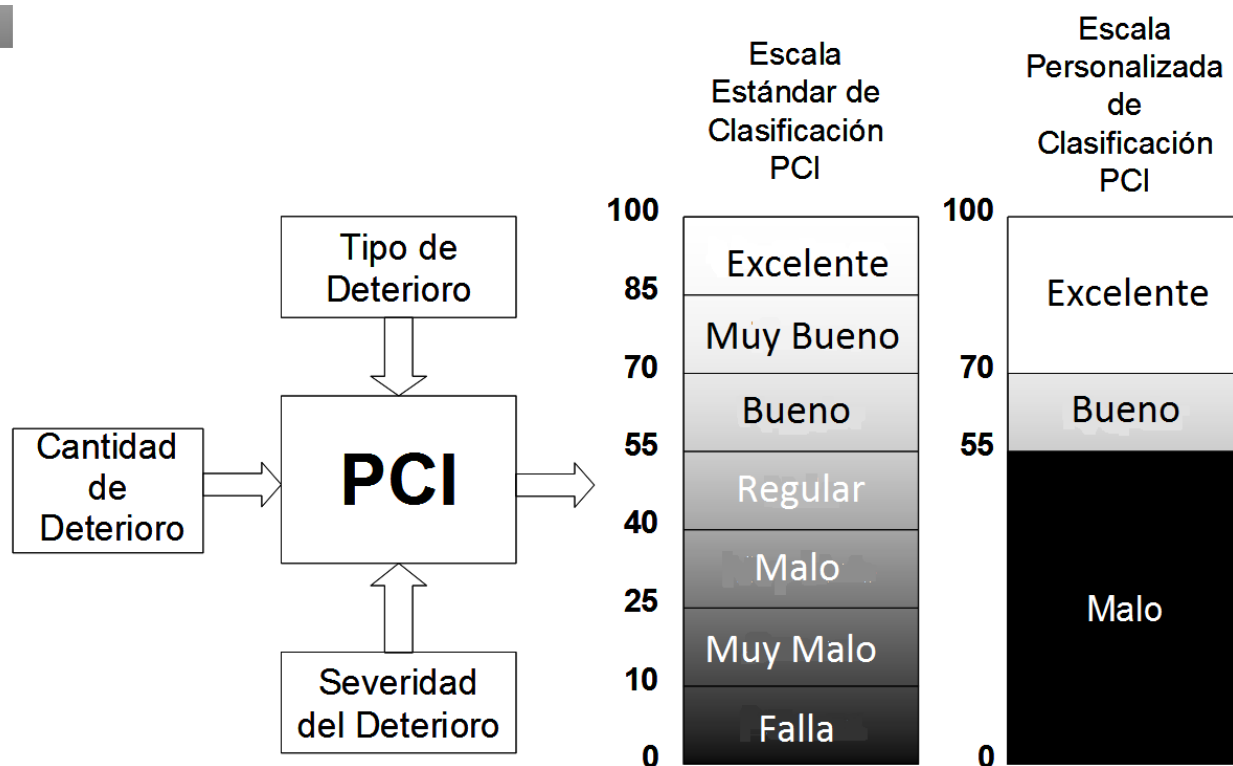 Escala
Estándar de
Clasificación
PCI
Escala
Personalizada
de
Clasificación
PCI
Tipo de
Deterioro
Cantidad
de
Deterioro
PCI
Severidad
del Deterioro
100
Excelente
85
Muy Bueno
70
Bueno
55
Regular
40
Malo
25
Muy Malo
10
Falla
0
100
Excelente
70
Bueno
55
Malo
0